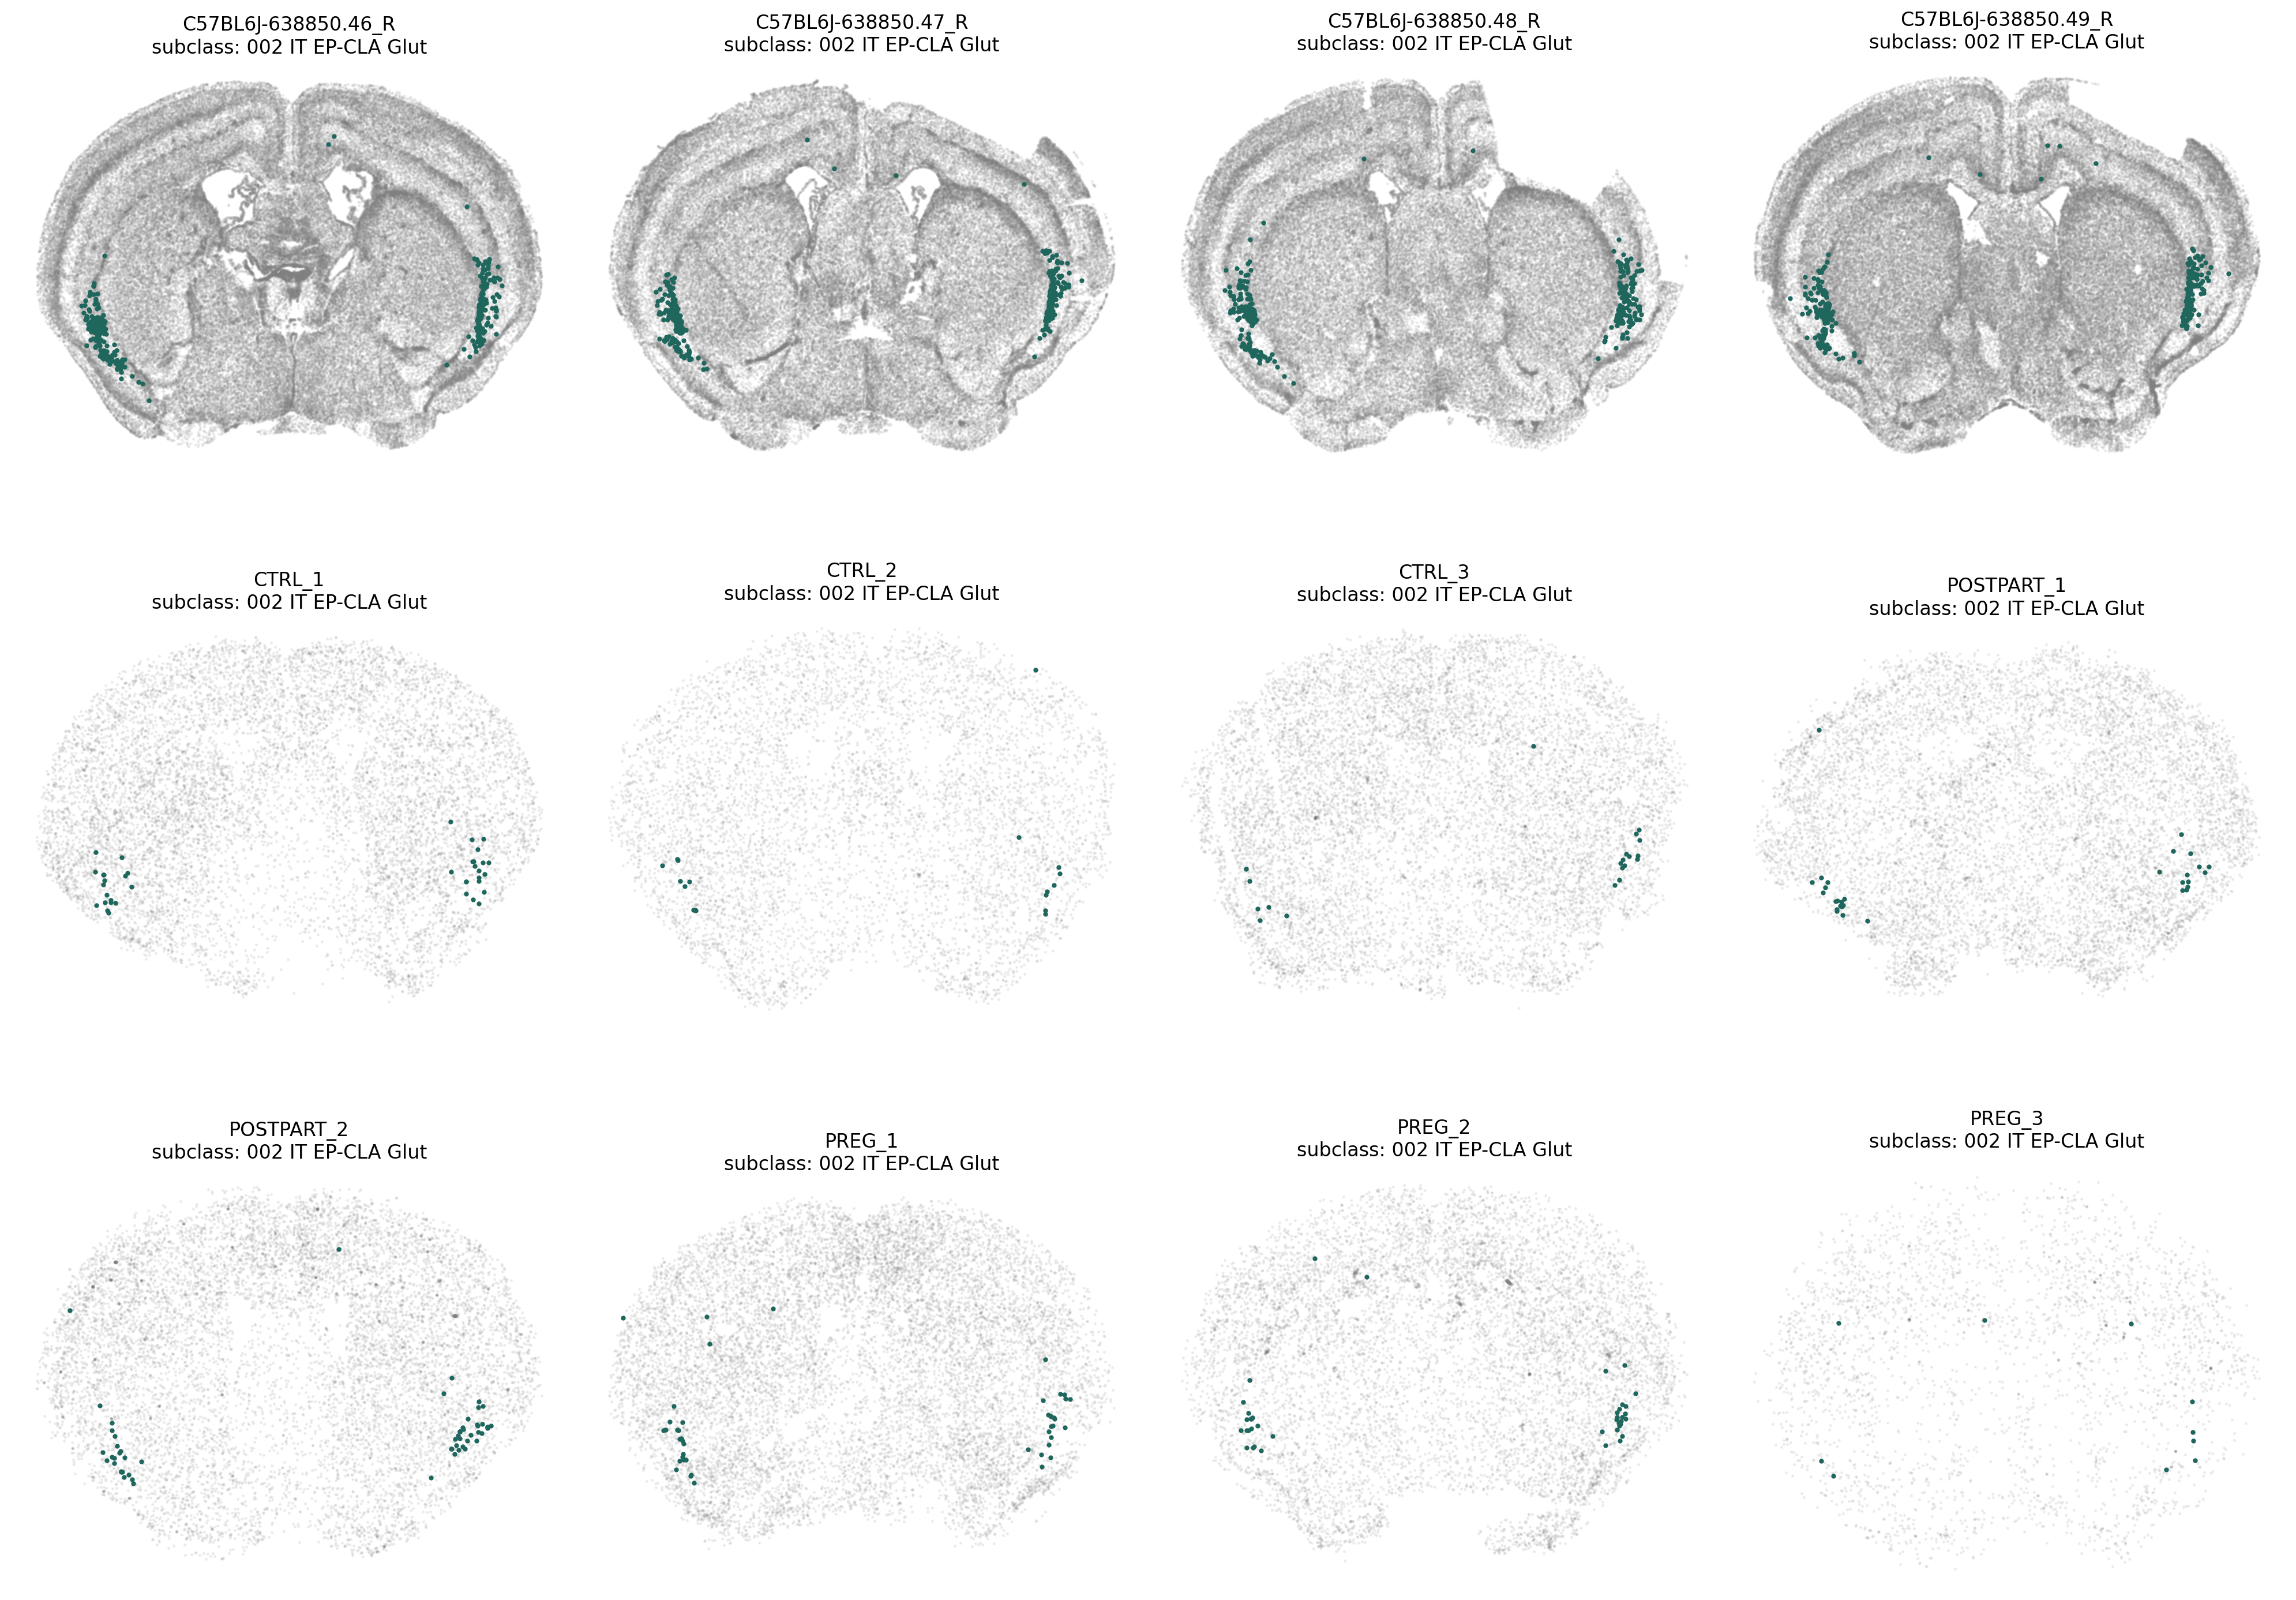 C57BL6J-638850.46_R
subclass: 002 IT EP-CLA Glut
C57BL6J-638850.47_R
subclass: 002 IT EP-CLA Glut
C57BL6J-638850.48_R
subclass: 002 IT EP-CLA Glut
C57BL6J-638850.49_R
subclass: 002 IT EP-CLA Glut
CTRL_1
subclass: 002 IT EP-CLA Glut
CTRL_2
subclass: 002 IT EP-CLA Glut
CTRL_3
subclass: 002 IT EP-CLA Glut
POSTPART_1
subclass: 002 IT EP-CLA Glut
POSTPART_2
subclass: 002 IT EP-CLA Glut
PREG_1
subclass: 002 IT EP-CLA Glut
PREG_2
subclass: 002 IT EP-CLA Glut
PREG_3
subclass: 002 IT EP-CLA Glut